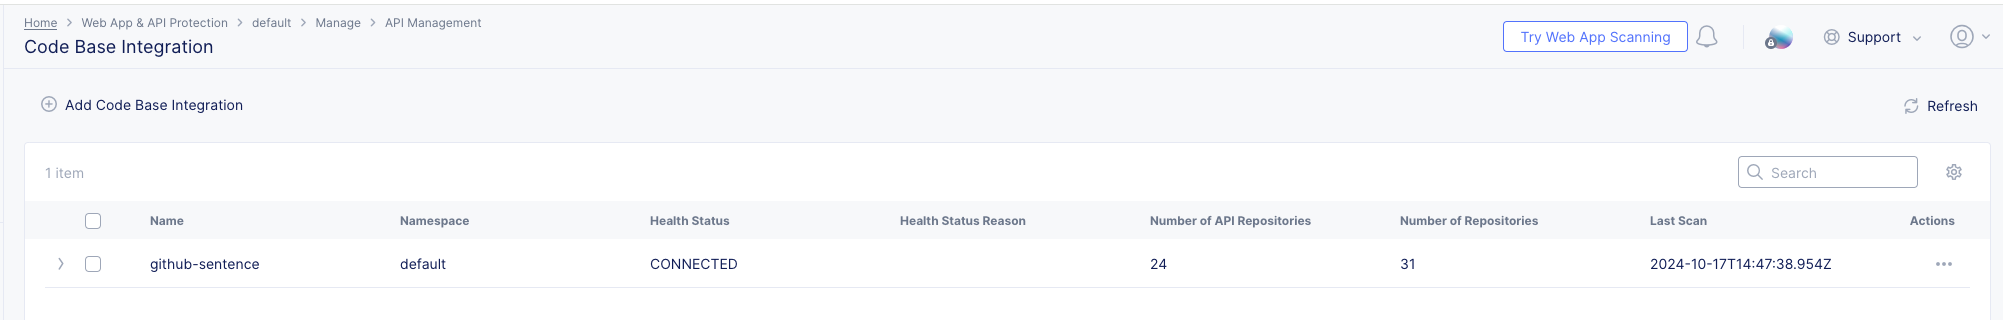 Home > Web App & API Protection > default > Manage > API Management
Code Base Integration
Try Web App Scanning
Support
Add Code Base Integration
Refresh
1 item
Search
Name Namespace Health Status Health Status Reason Number of API Repositories Number of Repositories Last Scan Actions
github-sentence default CONNECTED 24 31 2024-10-17T14:47:38.954Z